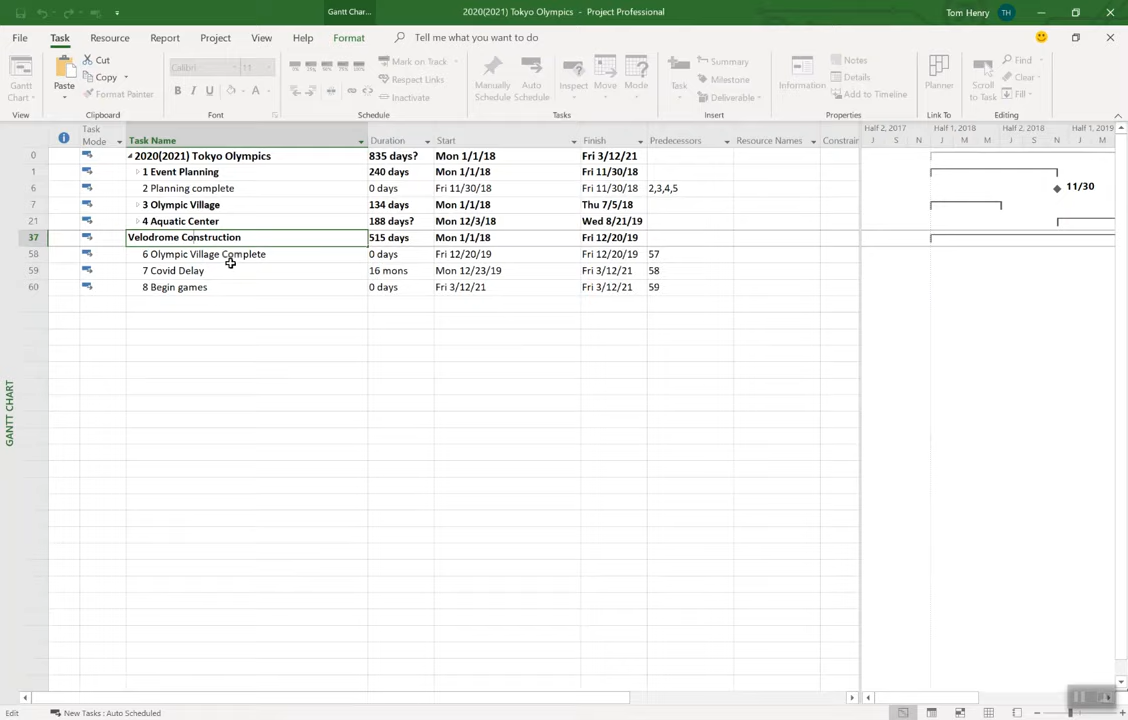 Gantt Char...
2020(2021) Tokyo Olympics - Project Professional
Tom Henry
TH
File Task Resource Report Project View Help Format Tell me what you want to do
Gantt
Chart
Paste
Cut
Copy
Format Painter
Calibri 11
B I U A
Mark on Track
Respect Links
Inactivate
Manually
Schedule
Auto
Schedule
Inspect
Move
Mode
Task
Summary
Milestone
Deliverable
Information
Notes
Details
Add to Timeline
Planner
Scroll
to Task
Find
Clear
Fill
View Clipboard Font Schedule Tasks Insert Properties Link To Editing
Task
Mode Task Name Duration Start Finish Predecessors Resource Names Constrain
Half 2, 2017 Half 1, 2018 Half 2, 2018 Half 1, 2019
J S N J M M J S N J M
0 2020(2021) Tokyo Olympics 835 days? Mon 1/1/18 Fri 3/12/21
1 1 Event Planning 240 days Mon 1/1/18 Fri 11/30/18
6 2 Planning complete 0 days Fri 11/30/18 Fri 11/30/18 2,3,4,5 11/30
7 3 Olympic Village 134 days Mon 1/1/18 Thu 7/5/18
21 4 Aquatic Center 188 days? Mon 12/3/18 Wed 8/21/19
37 Velodrome Construction 515 days Mon 1/1/18 Fri 12/20/19
58 6 Olympic Village Complete 0 days Fri 12/20/19 Fri 12/20/19 57
59 7 Covid Delay 16 mons Mon 12/23/19 Fri 3/12/21 58
60 8 Begin games 0 days Fri 3/12/21 Fri 3/12/21 59
GANTT CHART
Edit New Tasks : Auto Scheduled